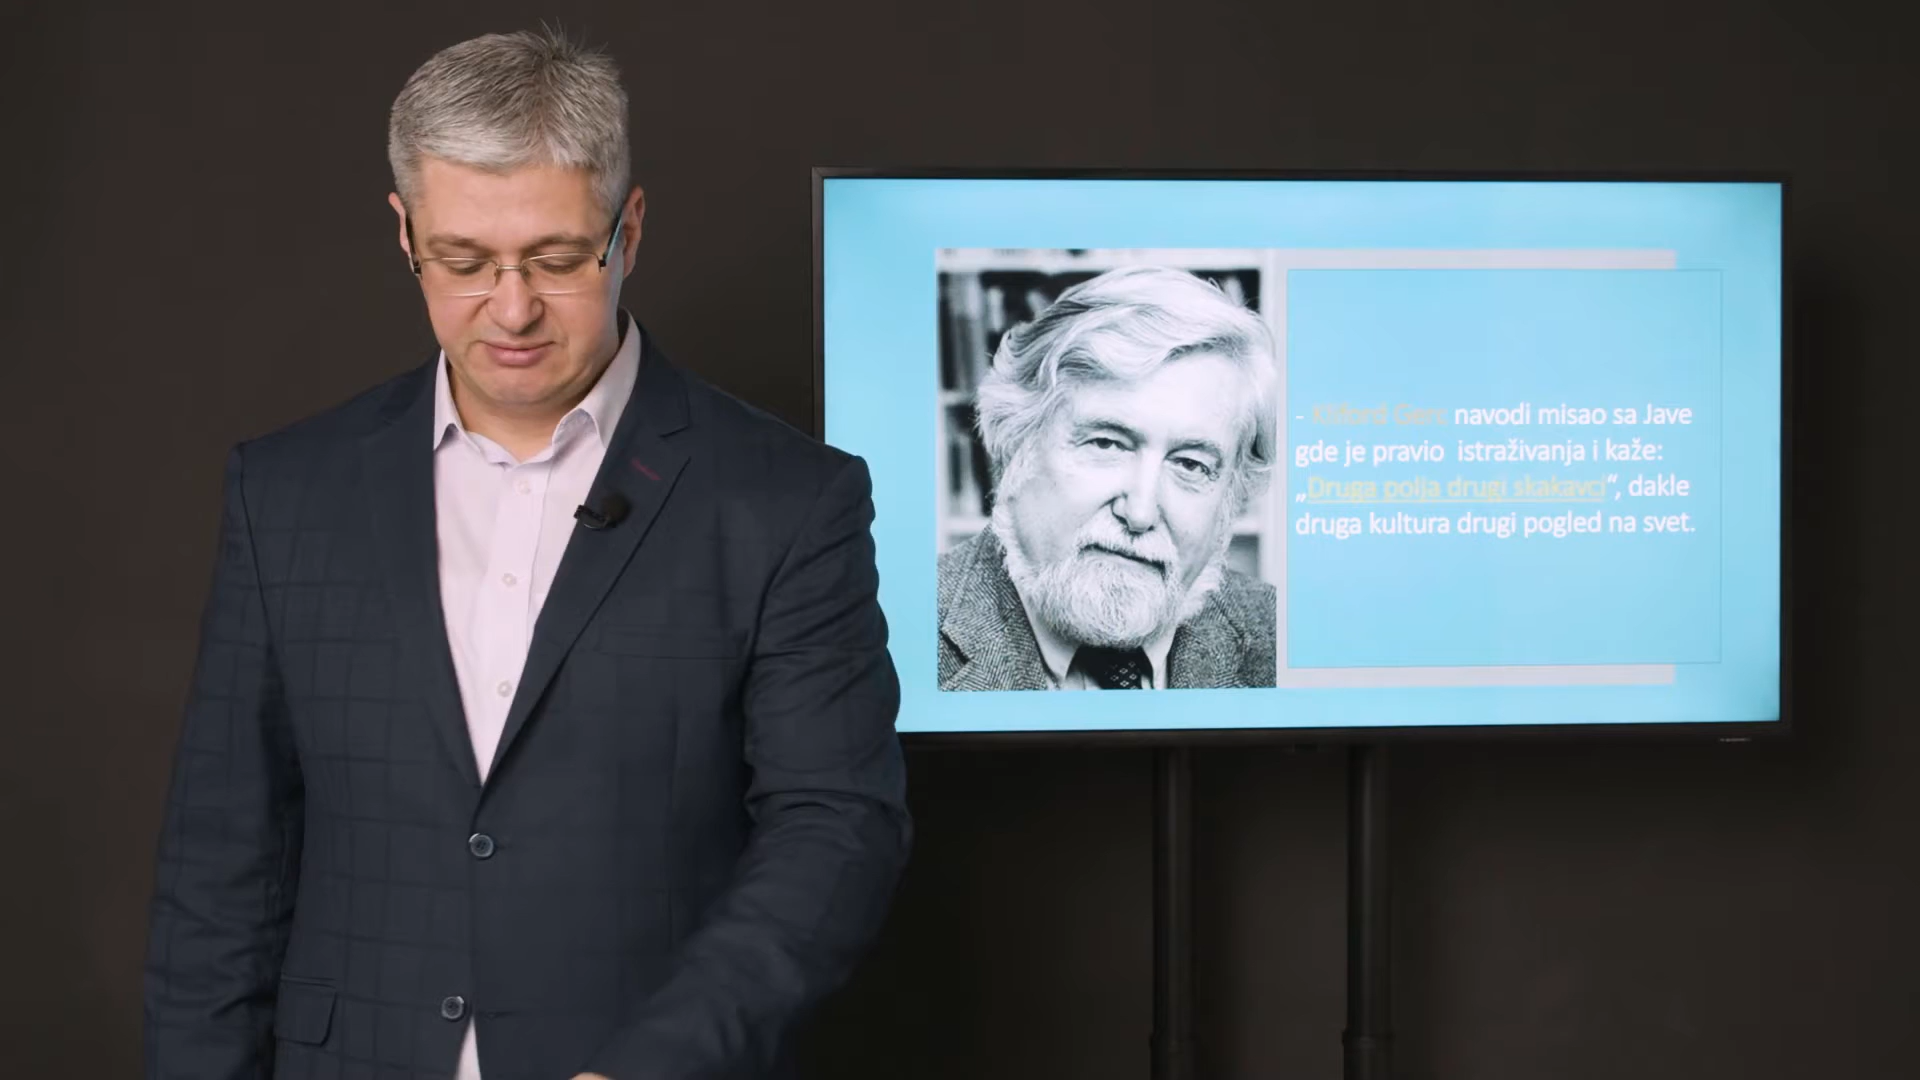 - Kliford Gerc navodi misao sa Jave
gde je pravio istraživanja i kaže:
„Druga polja drugi skakavci“, dakle
druga kultura drugi pogled na svet.